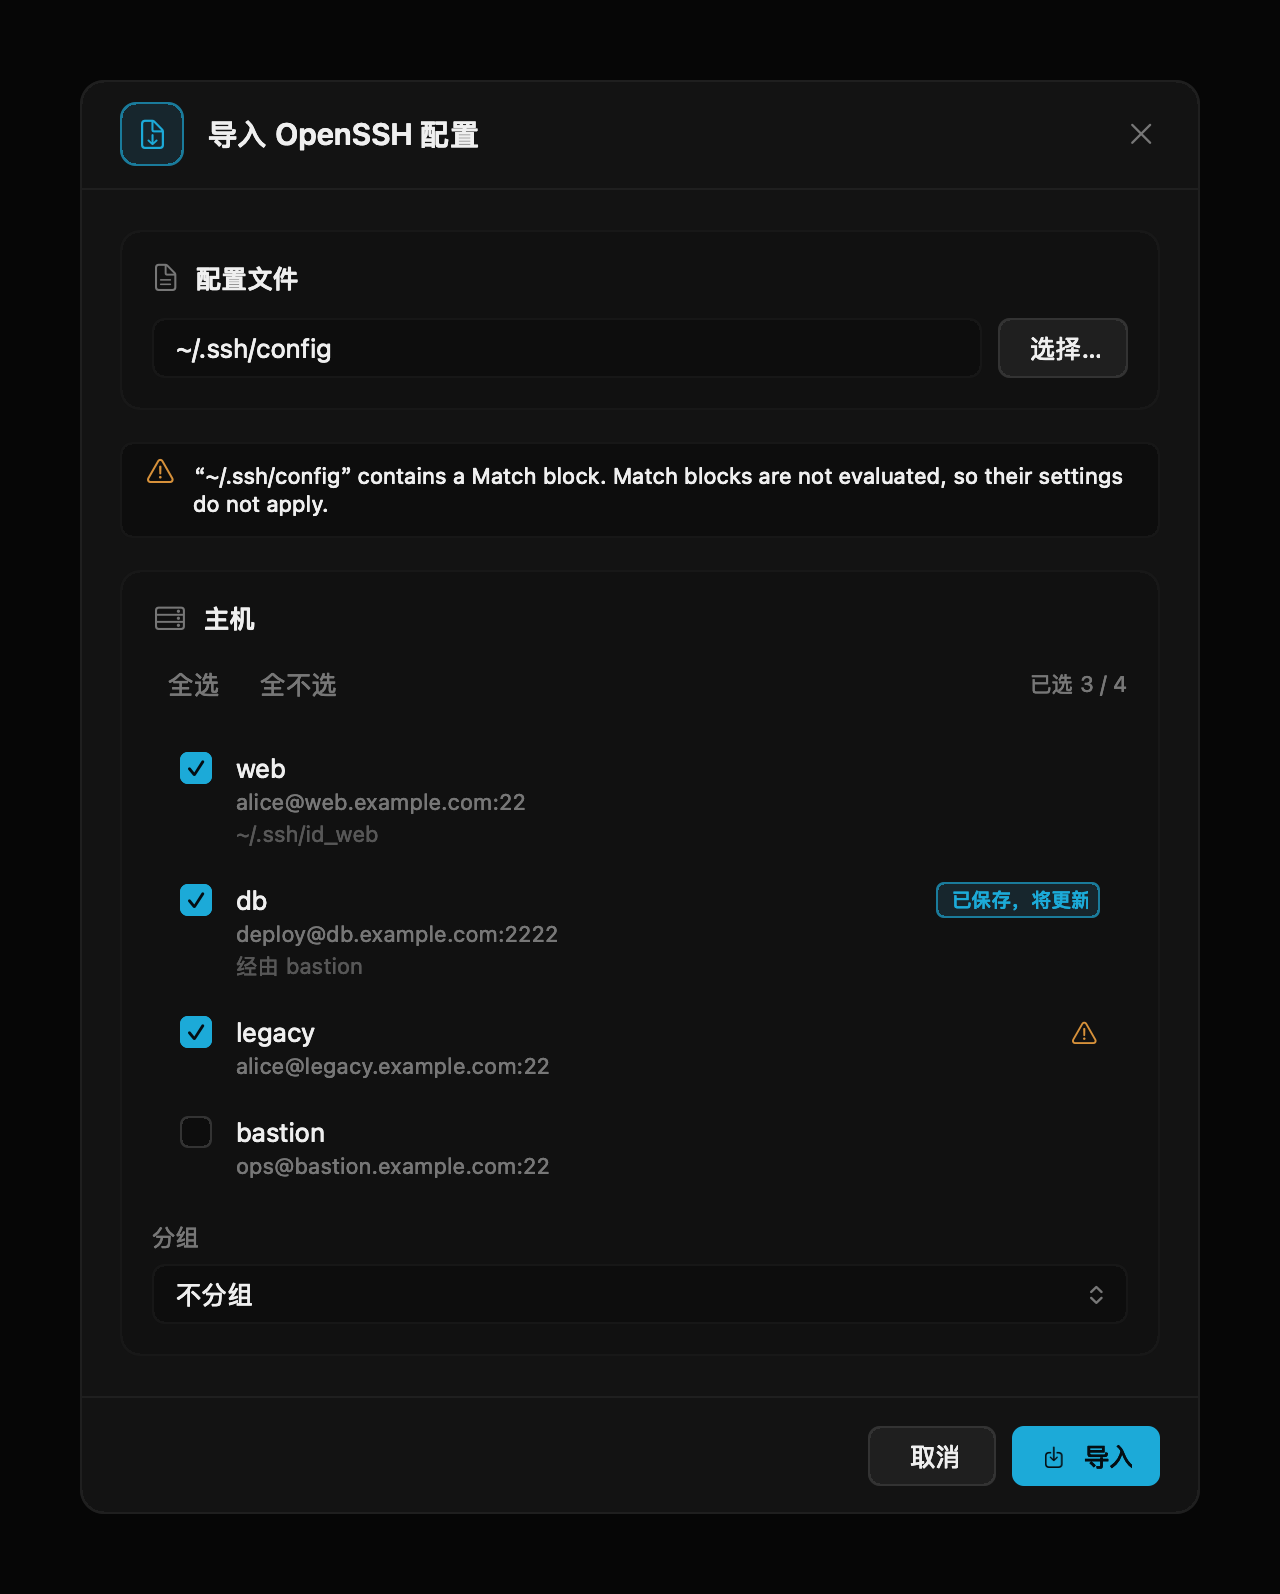 导入 OpenSSH 配置
配置文件
~/.ssh/config
选择...
“~/.ssh/config” contains a Match block. Match blocks are not evaluated, so their settings
do not apply.
主机
全选 全不选 已选 3 / 4
web
alice@web.example.com:22
~/.ssh/id_web
db 已保存，将更新
deploy@db.example.com:2222
经由 bastion
legacy
alice@legacy.example.com:22
bastion
ops@bastion.example.com:22
分组
不分组
取消 导入